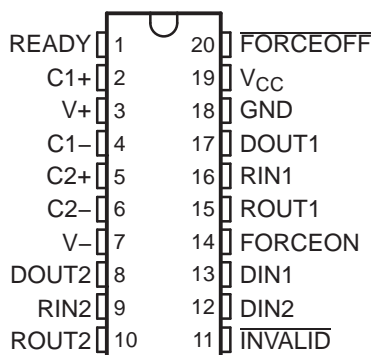 READY 1 20 FORCEOFF
C1+ 2 19 VCC
V+ 3 18 GND
C1− 4 17 DOUT1
C2+ 5 16 RIN1
C2− 6 15 ROUT1
V− 7 14 FORCEON
DOUT2 8 13 DIN1
RIN2 9 12 DIN2
ROUT2 10 11 INVALID